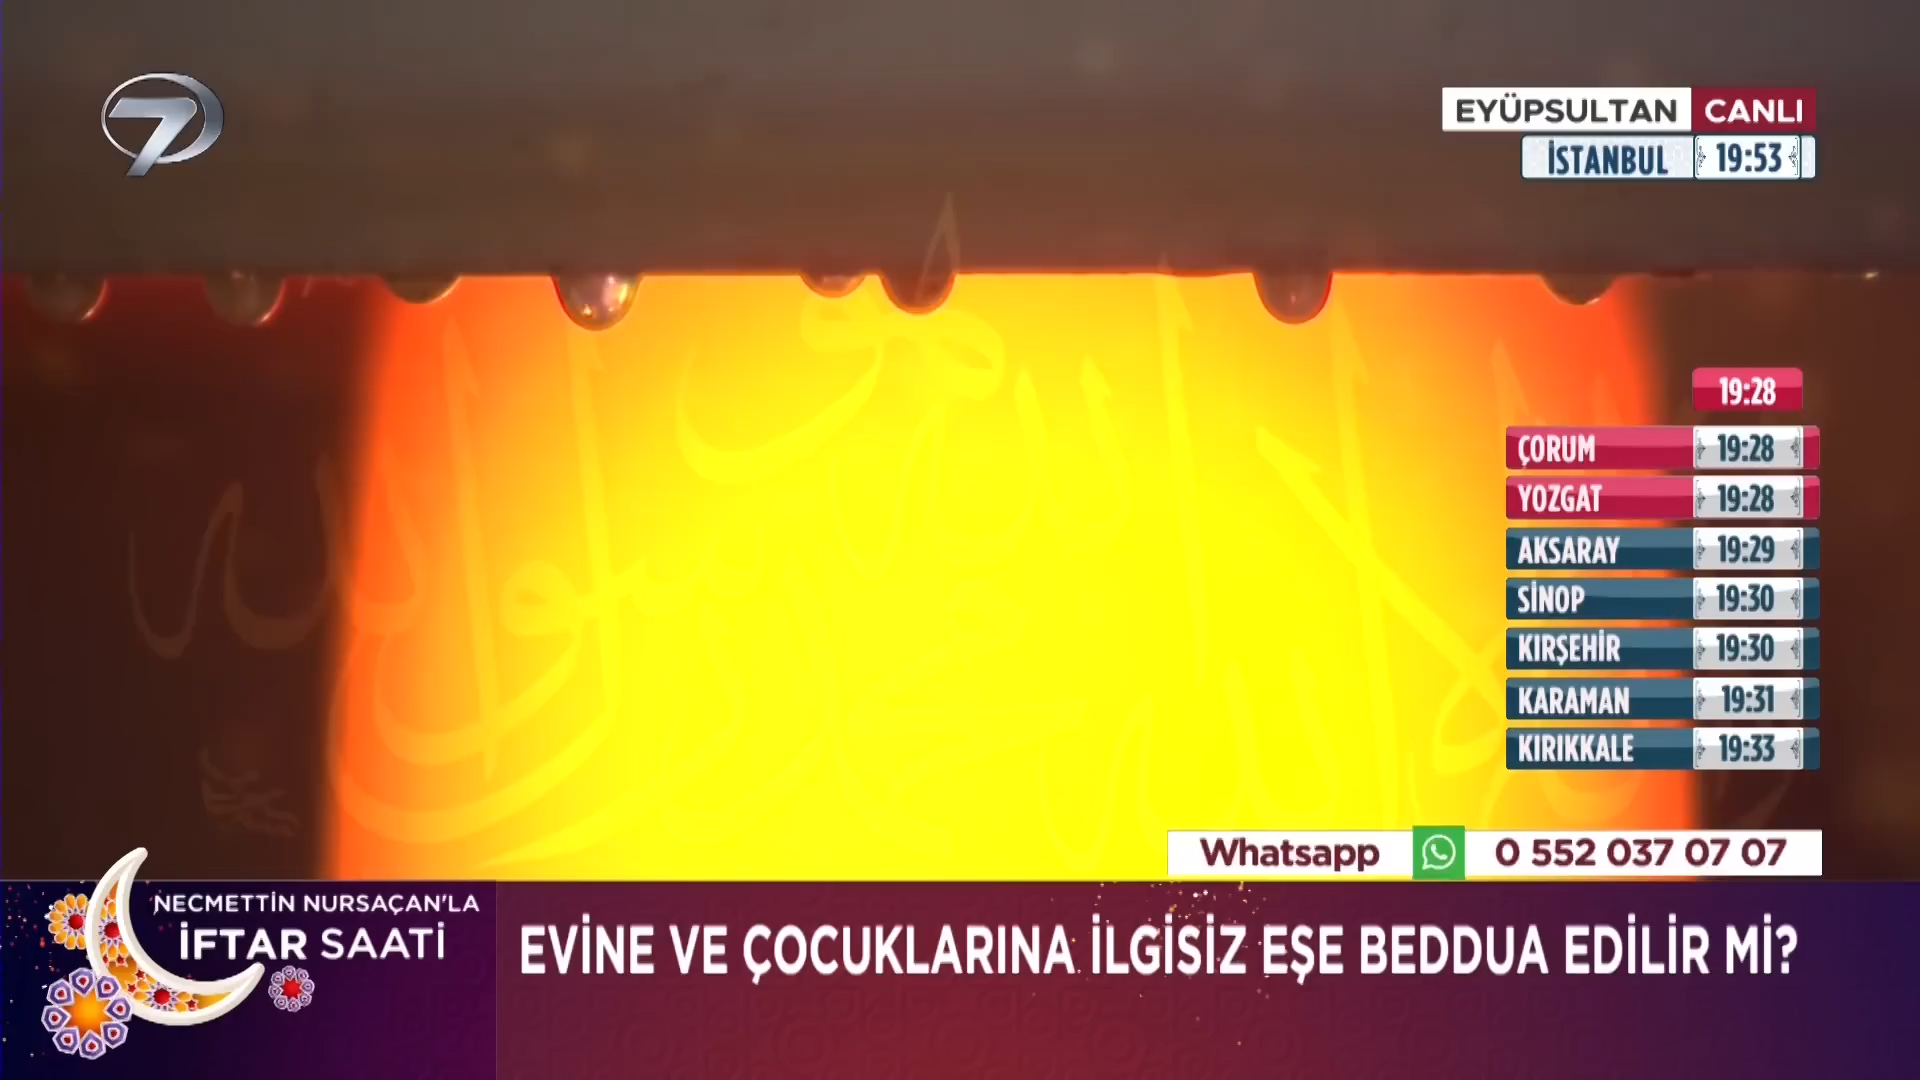 7
EYÜPSULTAN CANLI
İSTANBUL 19:53
19:28
ÇORUM 19:28
YOZGAT 19:28
AKSARAY 19:29
SİNOP 19:30
KIRŞEHİR 19:30
KARAMAN 19:31
KIRIKKALE 19:33
Whatsapp 0 552 037 07 07
NECMETTİN NURSAÇAN'LA
İFTAR SAATİ
EVİNE VE ÇOCUKLARINA İLGİSİZ EŞE BEDDUA EDİLİR Mİ?